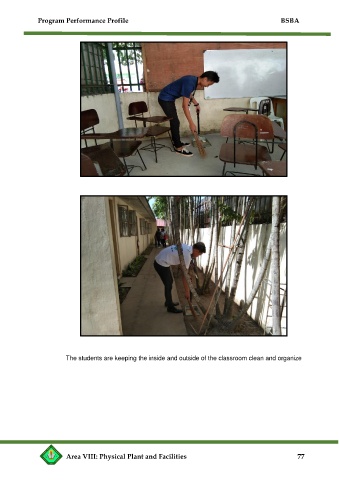 Program Performance Profile BSBA
The students are keeping the inside and outside of the classroom clean and organize
Area VIII: Physical Plant and Facilities 77